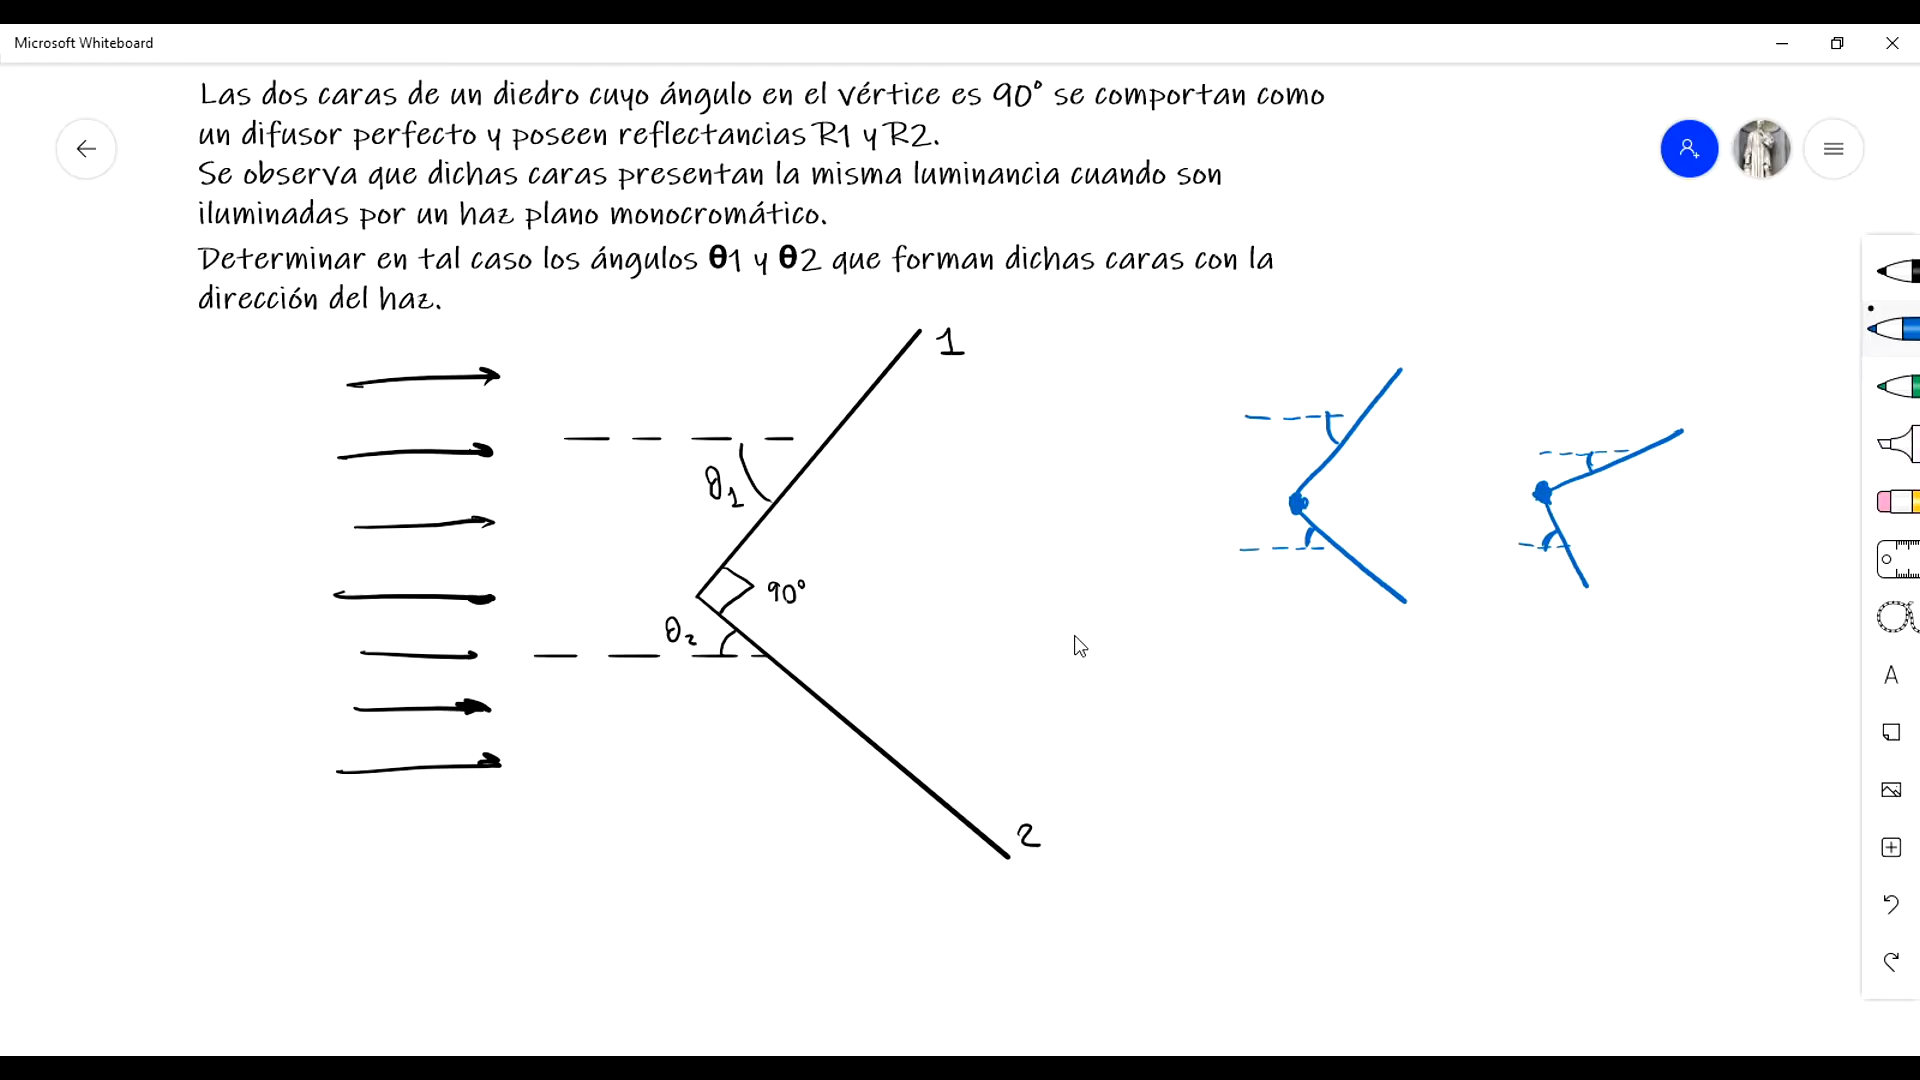 Microsoft Whiteboard
Las dos caras de un diedro cuyo ángulo en el vértice es 90° se comportan como
un difusor perfecto y poseen reflectancias R1 y R2.
Se observa que dichas caras presentan la misma luminancia cuando son
iluminadas por un haz plano monocromático.
Determinar en tal caso los ángulos θ1 y θ2 que forman dichas caras con la
dirección del haz.
1
θ₁
90°
θ₂
2
A